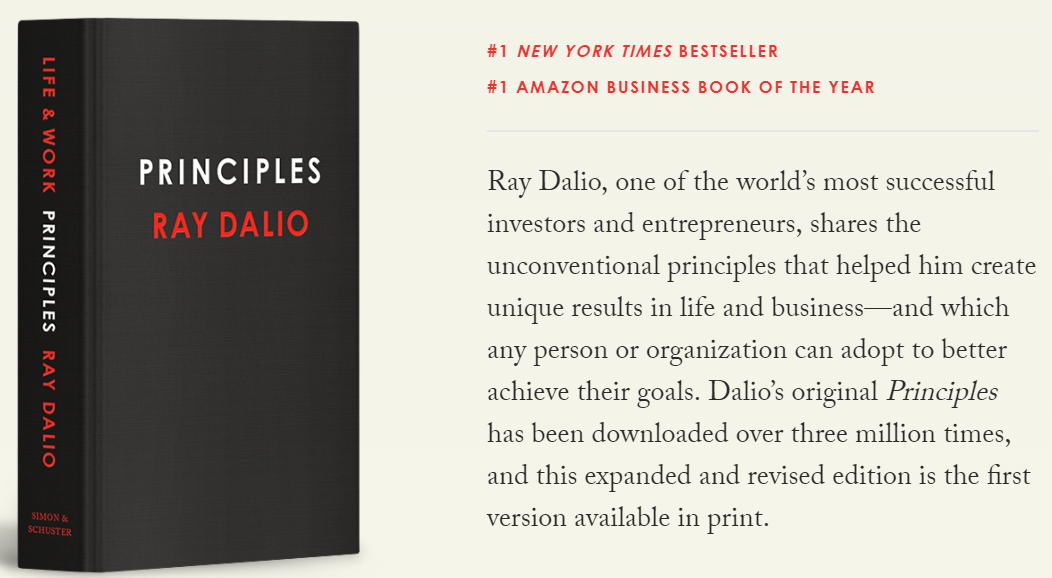 LIFE & WORK PRINCIPLES RAY DALIO
SIMON &
SCHUSTER
PRINCIPLES
RAY DALIO
#1 NEW YORK TIMES BESTSELLER
#1 AMAZON BUSINESS BOOK OF THE YEAR
Ray Dalio, one of the world’s most successful
investors and entrepreneurs, shares the
unconventional principles that helped him create
unique results in life and business—and which
any person or organization can adopt to better
achieve their goals. Dalio’s original Principles
has been downloaded over three million times,
and this expanded and revised edition is the first
version available in print.